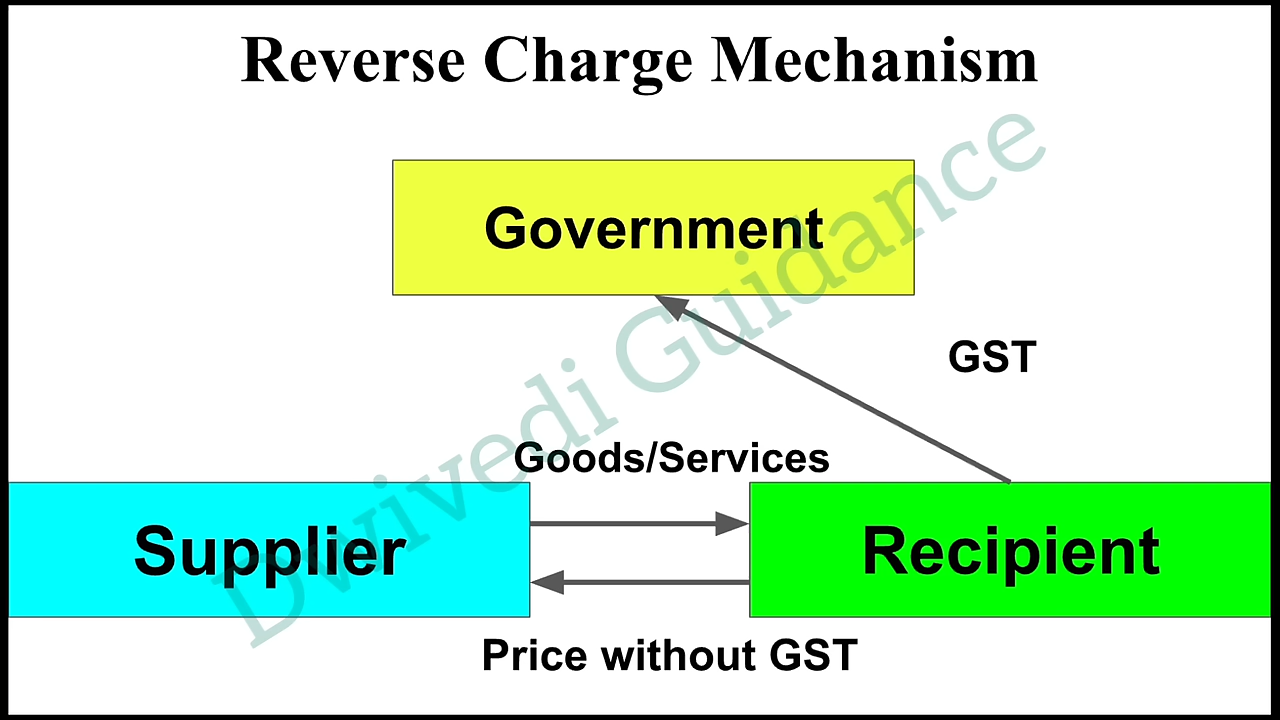 Reverse Charge Mechanism
Government
GST
Goods/Services
Supplier
Recipient
Price without GST
Dwivedi Guidance